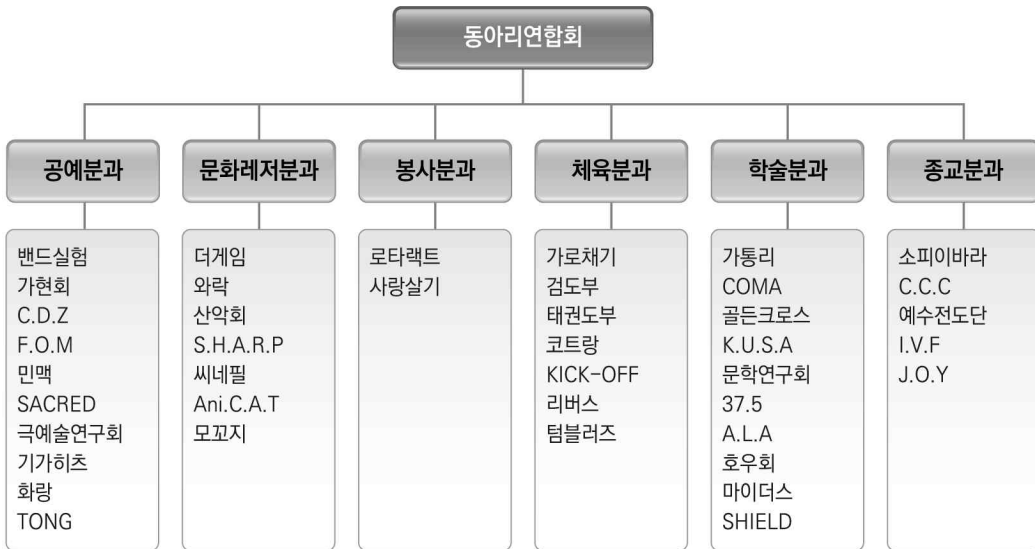 동아리연합회
공예분과
밴드실험
가현회
C.D.Z
F.O.M
민맥
SACRED
극예술연구회
기가히츠
화랑
TONG
문화레저분과
더게임
와락
산악회
S.H.A.R.P
씨네필
Ani.C.A.T
모꼬지
봉사분과
로타랙트
사랑살기
체육분과
가로채기
검도부
태권도부
코트랑
KICK-OFF
리버스
텀블러즈
학술분과
가통리
COMA
골든크로스
K.U.S.A
문학연구회
37.5
A.L.A
호우회
마이더스
SHIELD
종교분과
소피이바라
C.C.C
예수전도단
I.V.F
J.O.Y